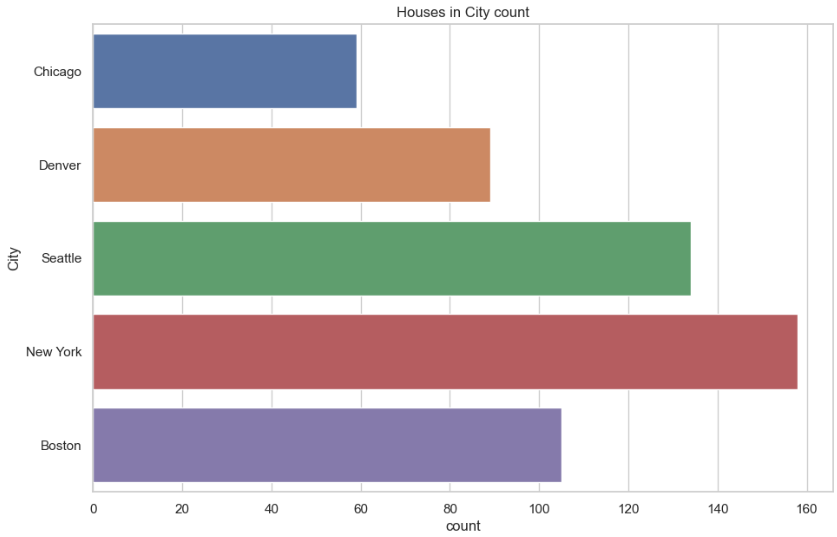 Houses in City count
Chicago
Denver
Seattle
New York
Boston
City
0 20 40 60 80 100 120 140 160
count